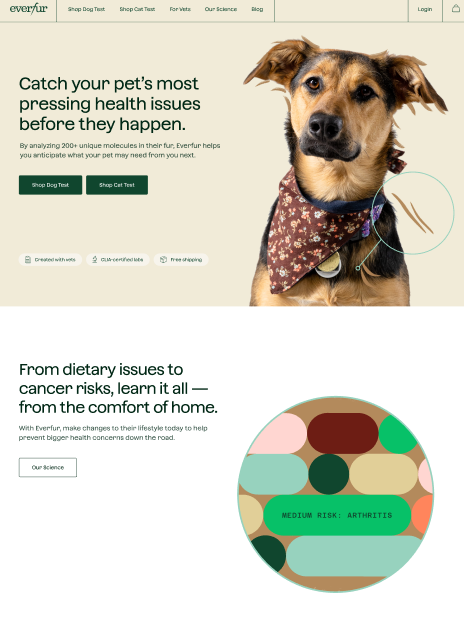 everfur
Shop Dog Test
Shop Cat Test
For Vets
Our Science
Blog
Login
Catch your pet's most
pressing health issues
before they happen.
By analyzing 200+ unique molecules in their fur, Everfur helps
you anticipate what your pet may need from you next.
Shop Dog Test
Shop Cat Test
Created with vets
CLIA-certified labs
Free shipping
From dietary issues to
cancer risks, learn it all —
from the comfort of home.
With Everfur, make changes to their lifestyle today to help
prevent bigger health concerns down the road.
Our Science
MEDIUM RISK: ARTHRITIS